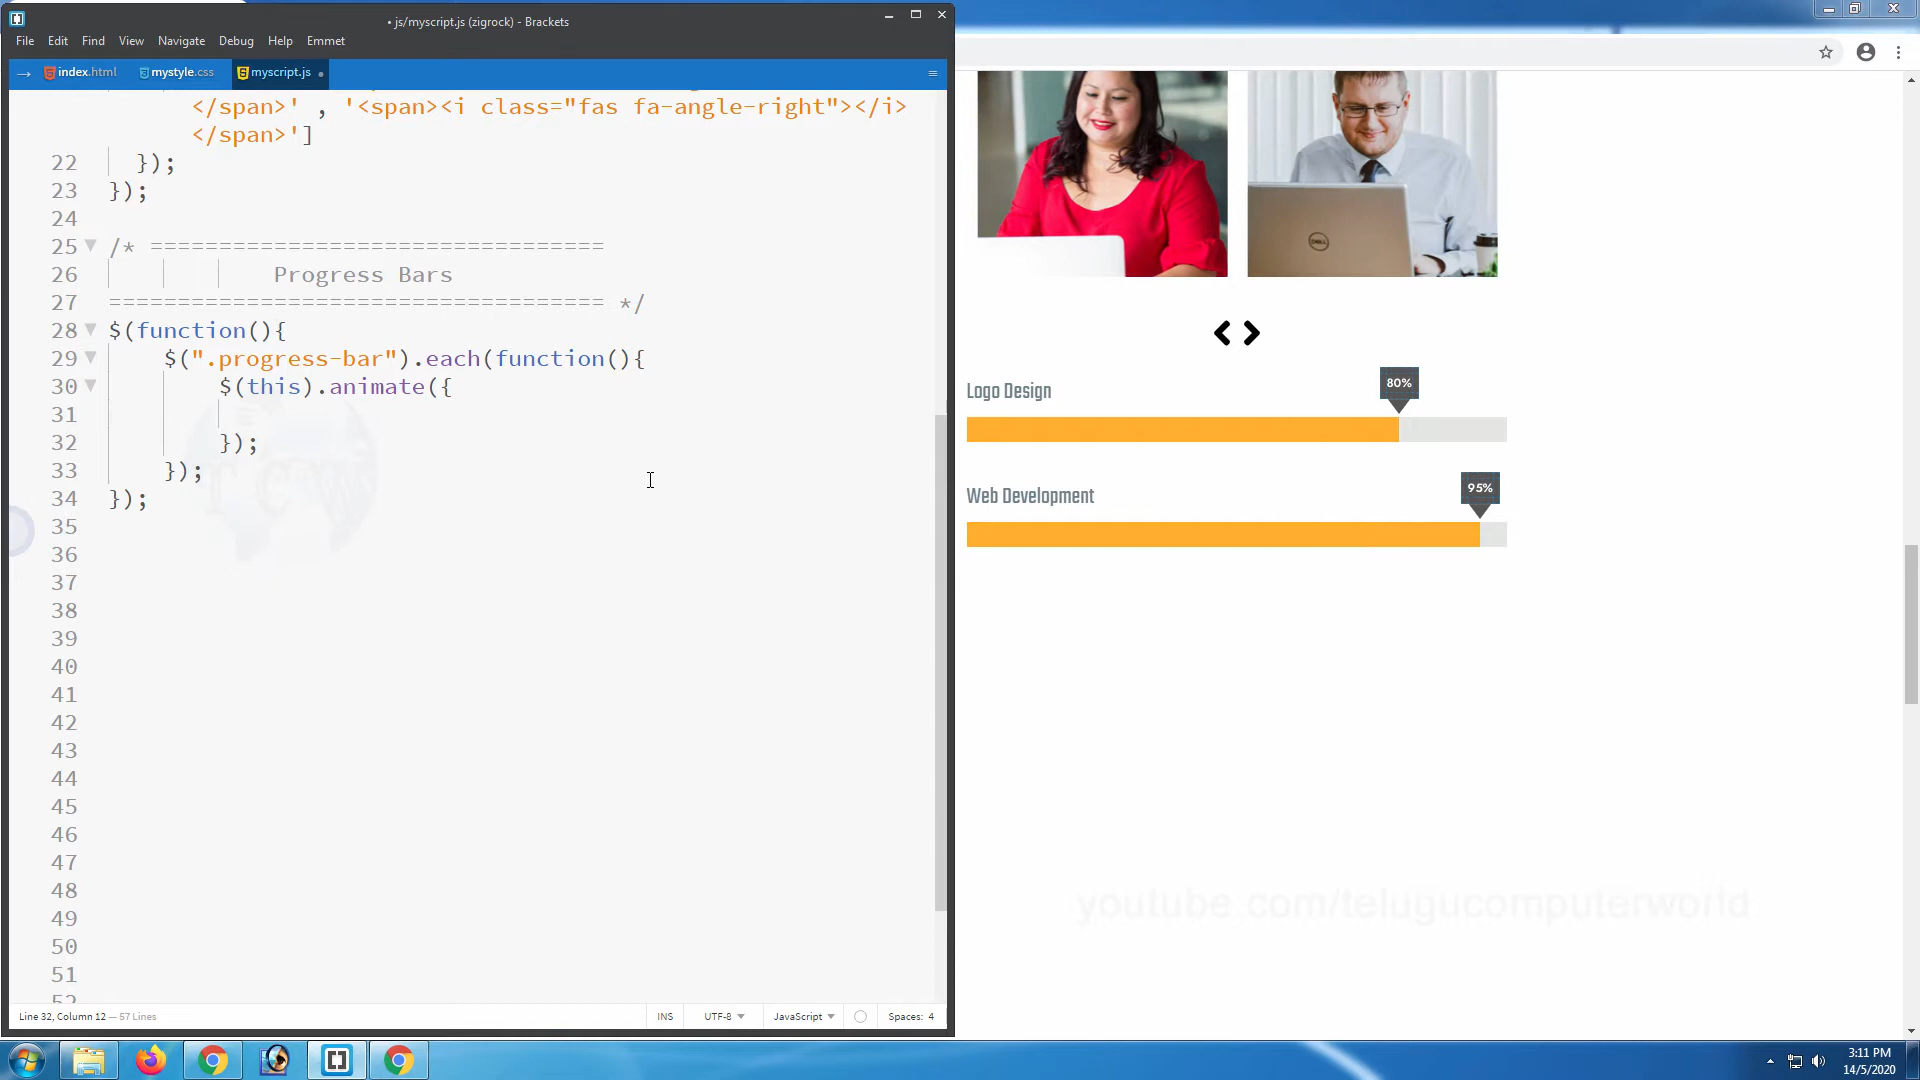 • js/myscript.js (zigrock) - Brackets
File Edit Find View Navigate Debug Help Emmet
index.html mystyle.css myscript.js •
</span>' , '<span><i class="fas fa-angle-right"></i>
</span>']
22 });
23 });
24
25 /* =================================
26 Progress Bars
27 ==================================== */
28 $(function(){
29 $(".progress-bar").each(function(){
30 $(this).animate({
31
32 });
33 });
34 });
35
36
37
38
39
40
41
42
43
44
45
46
47
48
49
50
51
52
Line 32, Column 12 — 57 Lines
INS UTF-8 JavaScript Spaces: 4
DELL
Logo Design
80%
Web Development
95%
youtube.com/telugucomputerworld
3:11 PM
14/5/2020